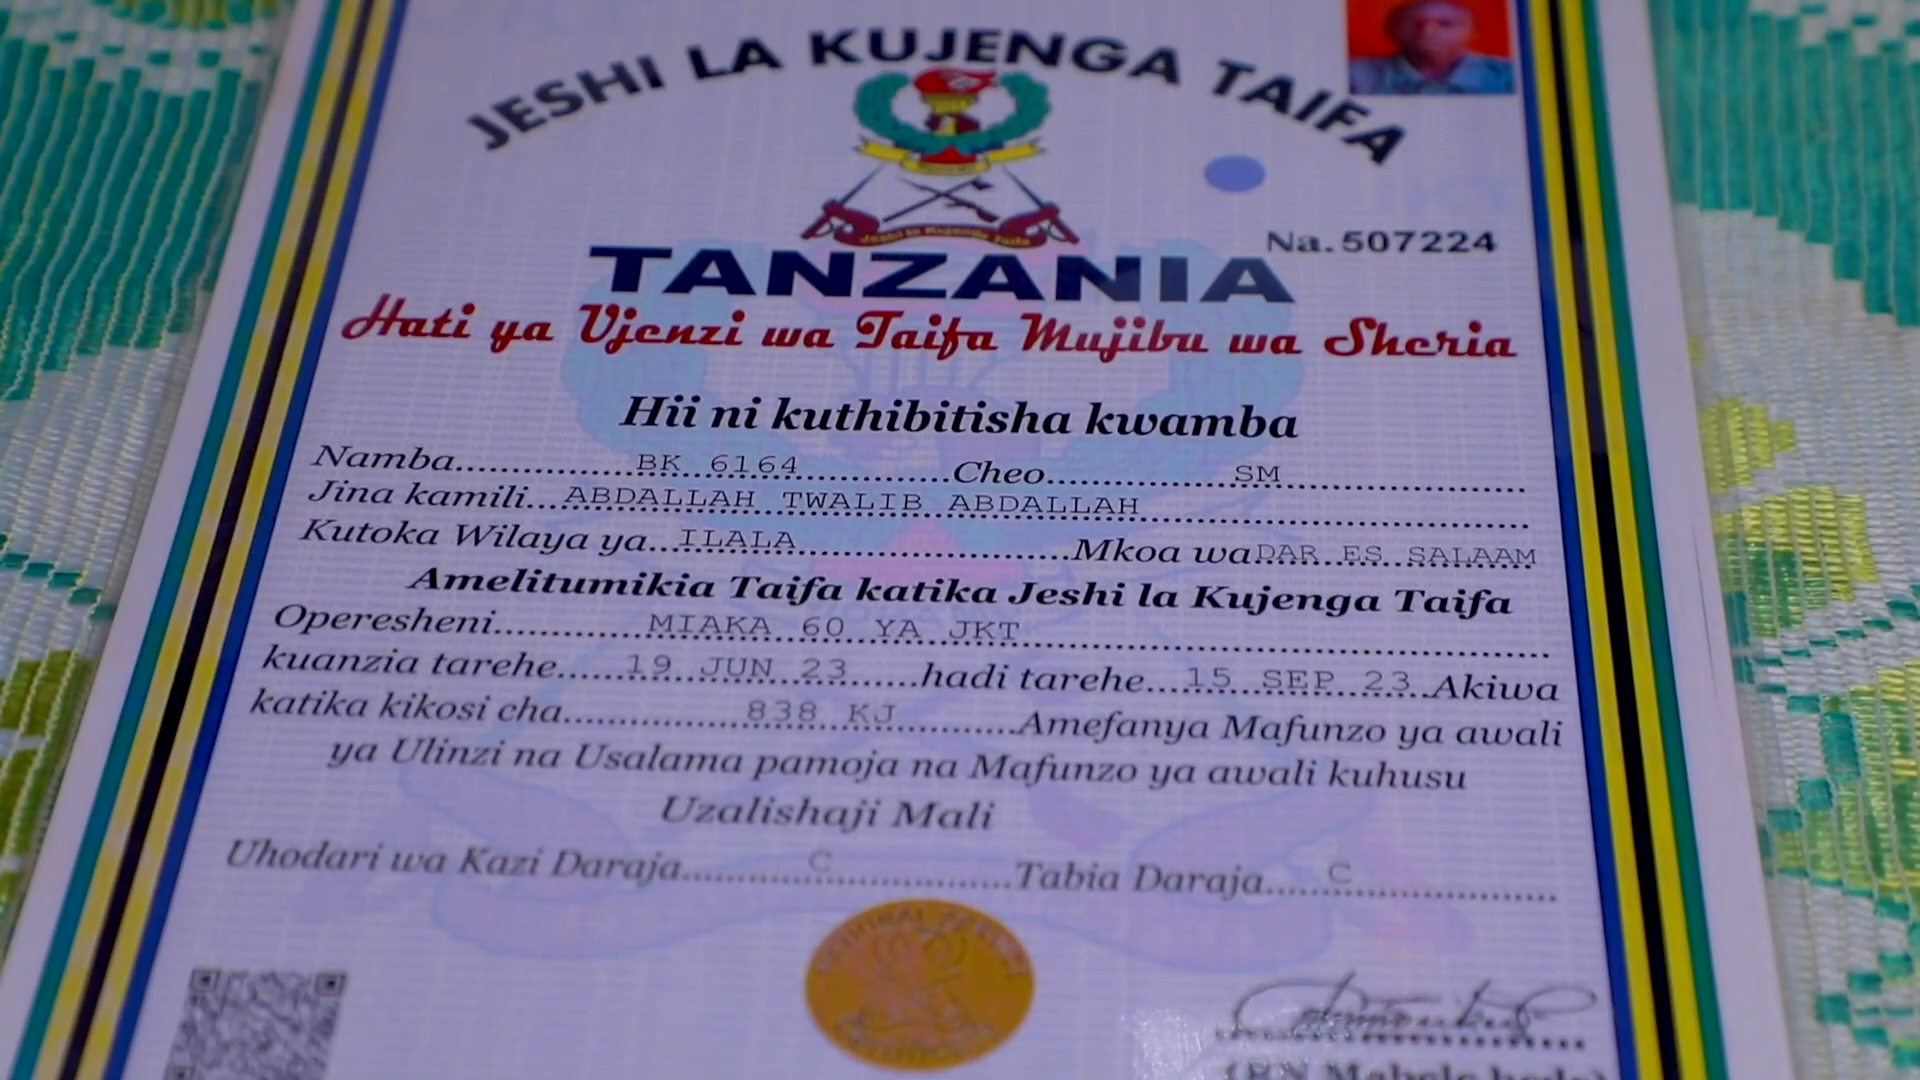 JESHI LA KUJENGA TAIFA
Jeshi la Kujenga Taifa
Na. 507224
TANZANIA
Hati ya Ujenzi wa Taifa Mujibu wa Sheria
Hii ni kuthibitisha kwamba
Namba..................BK 6164...............Cheo...................SM........................
Jina kamili...ABDALLAH TWALIB ABDALLAH.......................................
Kutoka Wilaya ya...ILALA...........................Mkoa wa DAR ES SALAAM
Amelitumikia Taifa katika Jeshi la Kujenga Taifa
Operesheni...............MIAKA 60 YA JKT.....................................................
kuanzia tarehe......19 JUN 23.......hadi tarehe....15 SEP 23..Akiwa
katika kikosi cha..................838 KJ............Amefanya Mafunzo ya awali
ya Ulinzi na Usalama pamoja na Mafunzo ya awali kuhusu
Uzalishaji Mali
Uhodari wa Kazi Daraja............C.................Tabia Daraja......C....................